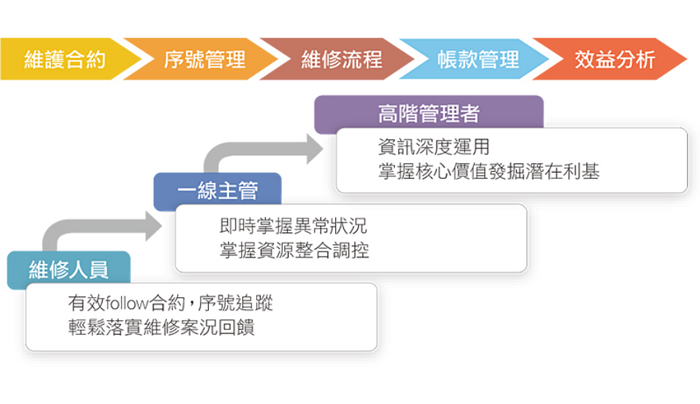 維護合約
序號管理
維修流程
帳款管理
效益分析
高階管理者
資訊深度運用
掌握核心價值發掘潛在利基
一線主管
即時掌握異常狀況
掌握資源整合調控
維修人員
有效follow合約，序號追蹤
輕鬆落實維修案況回饋